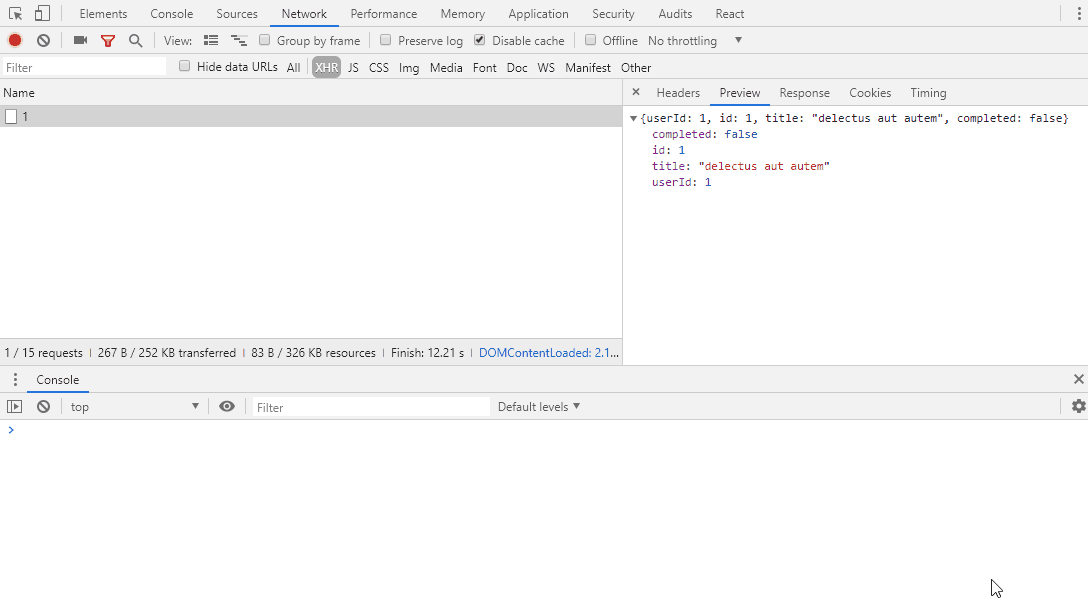 Elements Console Sources Network Performance Memory Application Security Audits React
View: Group by frame Preserve log Disable cache Offline No throttling
Filter Hide data URLs All XHR JS CSS Img Media Font Doc WS Manifest Other
Name
1
× Headers Preview Response Cookies Timing
{userId: 1, id: 1, title: "delectus aut autem", completed: false}
completed: false
id: 1
title: "delectus aut autem"
userId: 1
1 / 15 requests | 267 B / 252 KB transferred | 83 B / 326 KB resources | Finish: 12.21 s | DOMContentLoaded: 2.1...
Console
top Filter Default levels
>